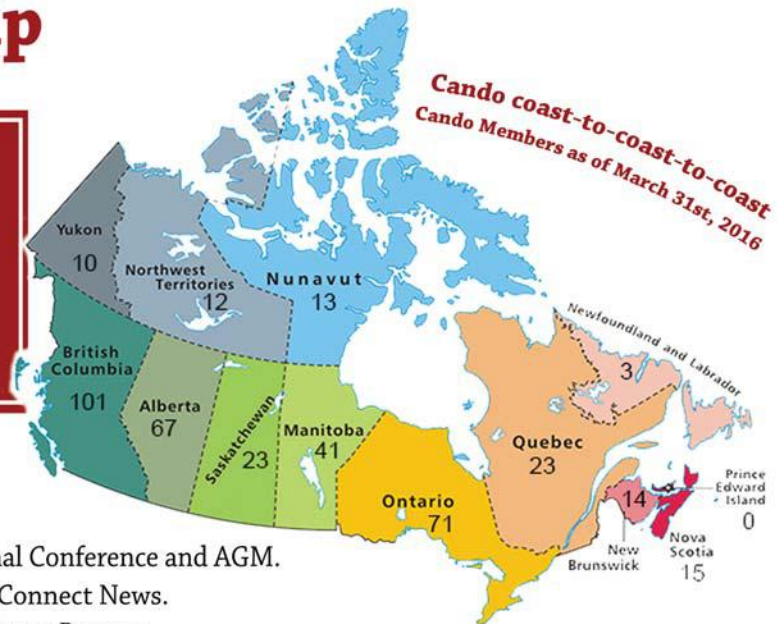 Cando coast-to-coast-to-coast
Cando Members as of March 31st, 2016
Yukon
10
Northwest
Territories
12
Nunavut
13
British
Columbia
101
Alberta
67
Saskatchewan
23
Manitoba
41
Ontario
71
Quebec
23
Newfoundland and Labrador
3
14
New
Brunswick
Prince
Edward
Island
0
Nova
Scotia
15
nal Conference and AGM.
Connect News.